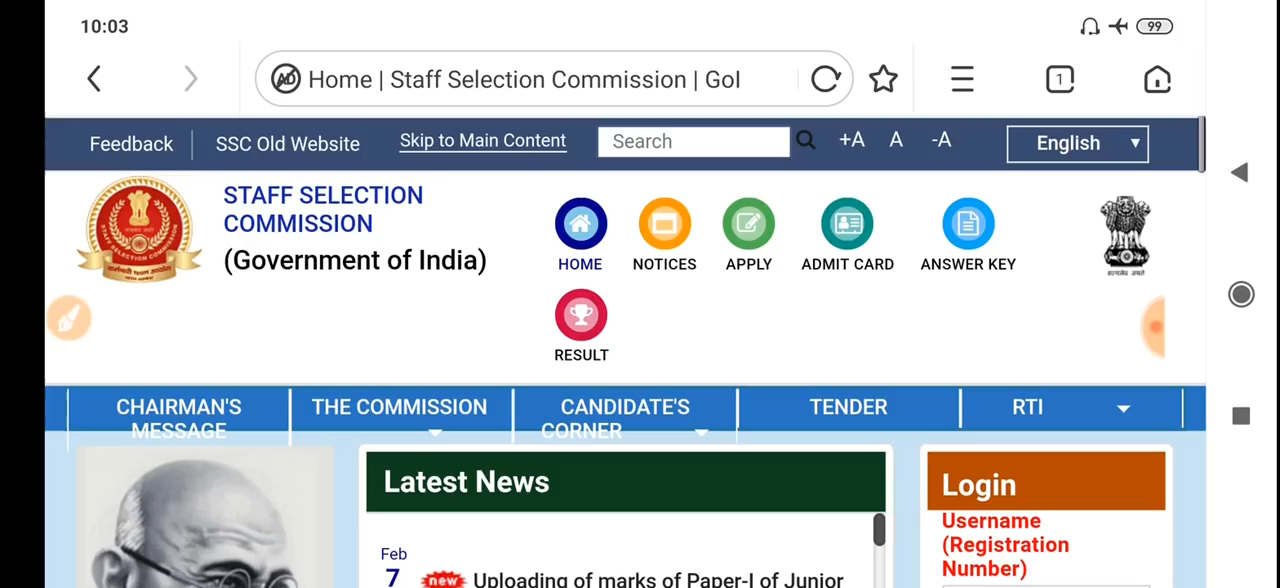 10:03
99
Home | Staff Selection Commission | GoI
1
Feedback
SSC Old Website
Skip to Main Content
Search
+A
A
-A
English
STAFF SELECTION
COMMISSION
(Government of India)
HOME
NOTICES
APPLY
ADMIT CARD
ANSWER KEY
RESULT
CHAIRMAN'S
MESSAGE
THE COMMISSION
CANDIDATE'S
CORNER
TENDER
RTI
Latest News
Feb
7
new
Uploading of marks of Paper-I of Junior
Login
Username
(Registration
Number)